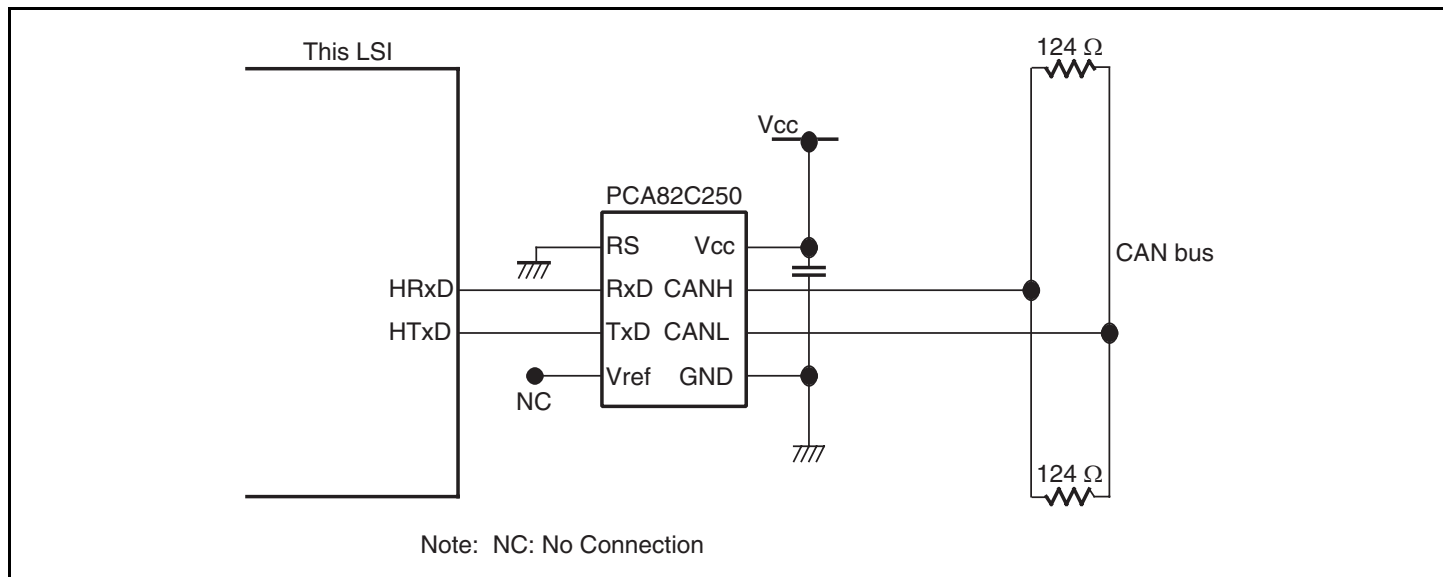 This LSI
124 Ω
Vcc
PCA82C250
RS Vcc
CAN bus
HRxD RxD CANH
HTxD TxD CANL
Vref GND
NC
124 Ω
Note: NC: No Connection